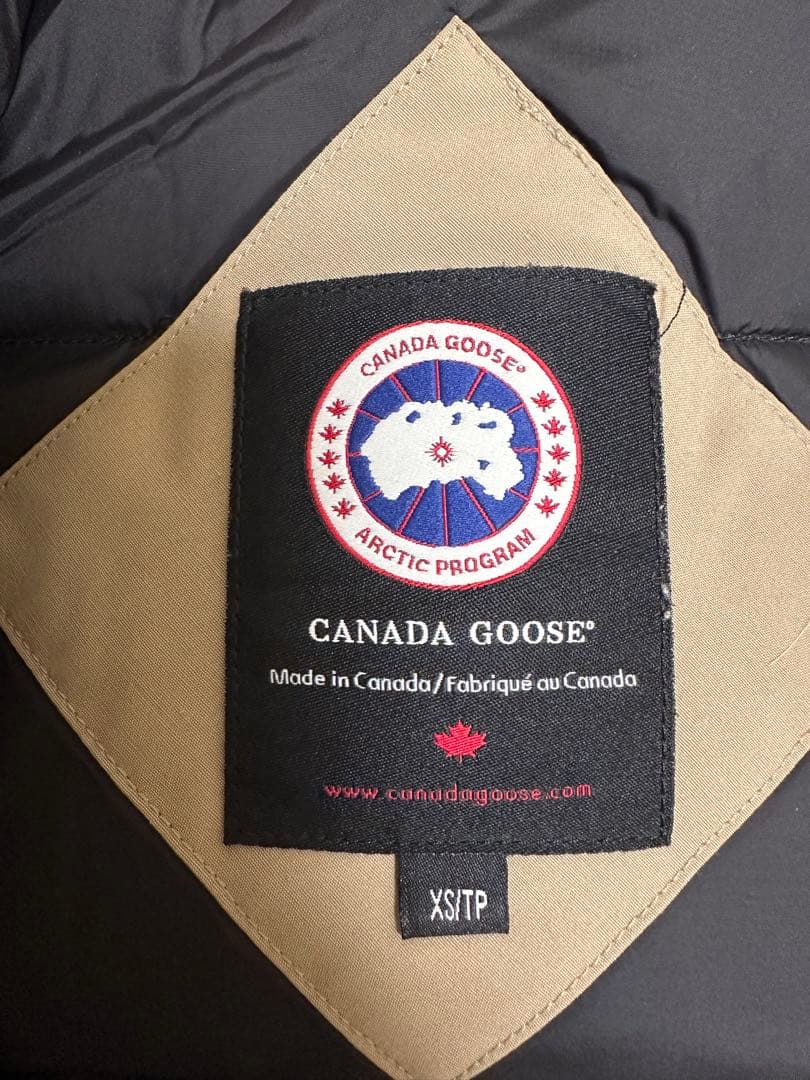 CANADA GOOSE®
ARCTIC PROGRAM
CANADA GOOSE®
Made in Canada/Fabriqué au Canada
www.canadagoose.com
XS/TP